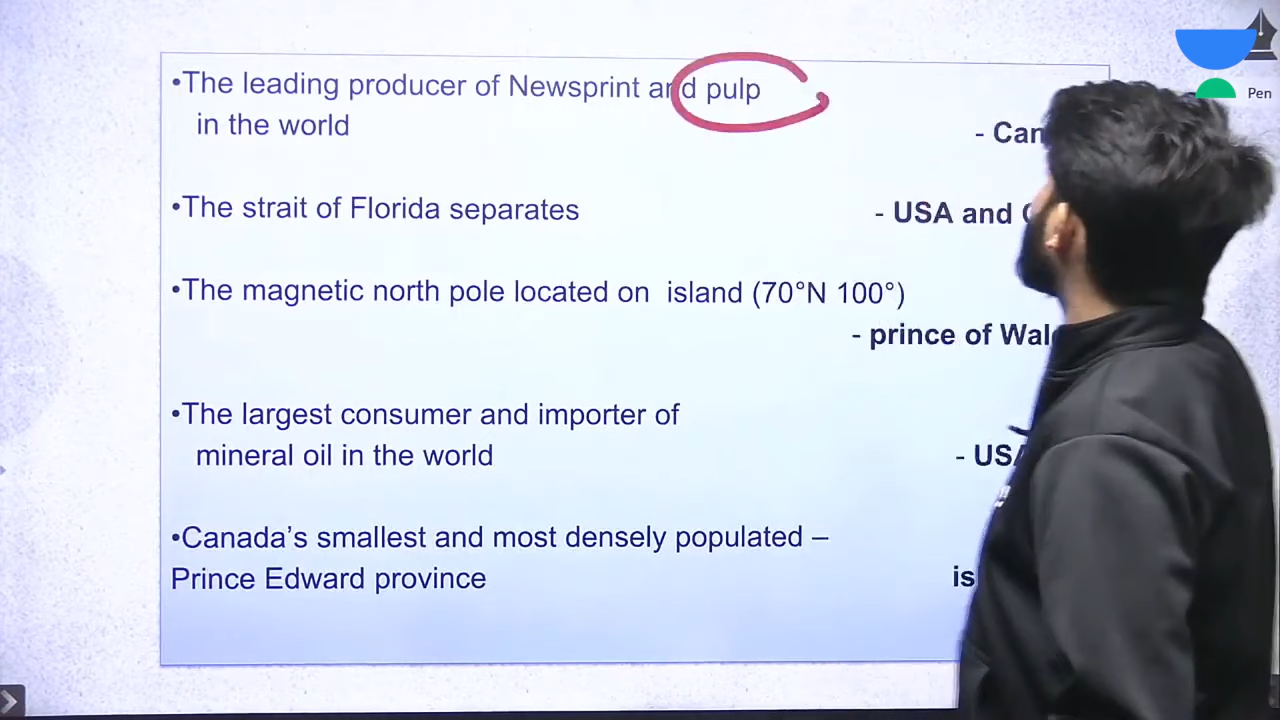 •The leading producer of Newsprint and pulp
in the world
- Can
•The strait of Florida separates
- USA and
•The magnetic north pole located on island (70°N 100°)
- prince of Wal
•The largest consumer and importer of
mineral oil in the world
- USA
•Canada's smallest and most densely populated –
Prince Edward province
is
Pen